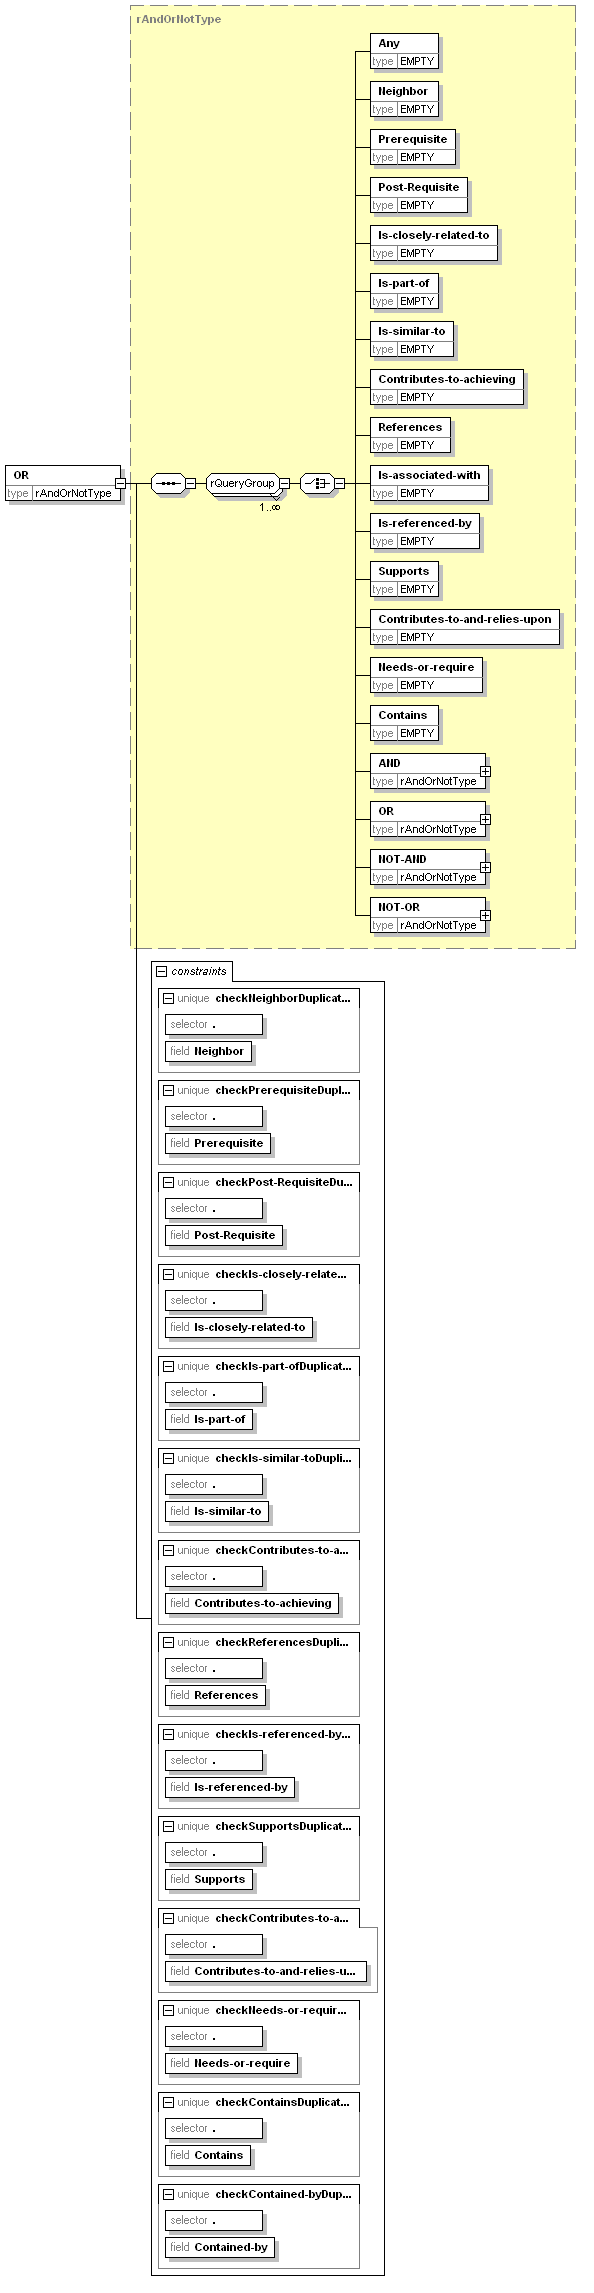 rAndOrNotType
Any
type EMPTY
Neighbor
type EMPTY
Prerequisite
type EMPTY
Post-Requisite
type EMPTY
Is-closely-related-to
type EMPTY
Is-part-of
type EMPTY
Is-similar-to
type EMPTY
Contributes-to-achieving
type EMPTY
References
type EMPTY
OR
type rAndOrNotType
rQueryGroup
1..∞
Is-associated-with
type EMPTY
Is-referenced-by
type EMPTY
Supports
type EMPTY
Contributes-to-and-relies-upon
type EMPTY
Needs-or-require
type EMPTY
Contains
type EMPTY
AND
type rAndOrNotType
OR
type rAndOrNotType
NOT-AND
type rAndOrNotType
NOT-OR
type rAndOrNotType
constraints
unique checkNeighborDuplicat...
selector .
field Neighbor
unique checkPrerequisiteDupl...
selector .
field Prerequisite
unique checkPost-RequisiteDu...
selector .
field Post-Requisite
unique checkIs-closely-relate...
selector .
field Is-closely-related-to
unique checkIs-part-ofDuplicat...
selector .
field Is-part-of
unique checkIs-similar-toDupli...
selector .
field Is-similar-to
unique checkContributes-to-a...
selector .
field Contributes-to-achieving
unique checkReferencesDupli...
selector .
field References
unique checkIs-referenced-by...
selector .
field Is-referenced-by
unique checkSupportsDuplicat...
selector .
field Supports
unique checkContributes-to-a...
selector .
field Contributes-to-and-relies-u...
unique checkNeeds-or-requir...
selector .
field Needs-or-require
unique checkContainsDuplicat...
selector .
field Contains
unique checkContained-byDup...
selector .
field Contained-by